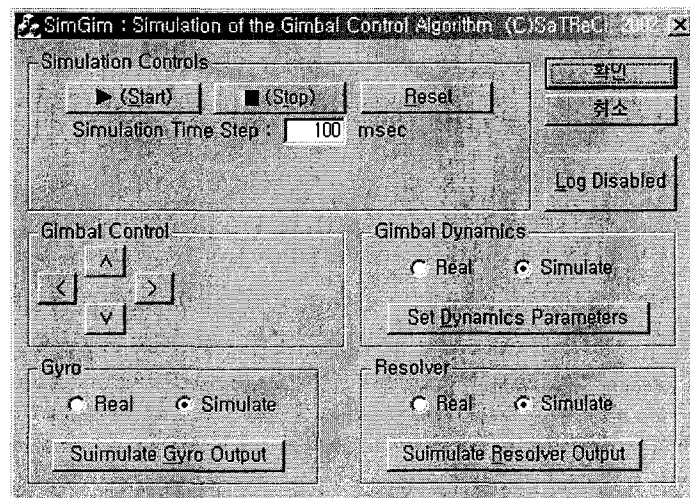 SimGim : Simulation of the Gimbal Control Algorithm (C)SaTReCi 2002
Simulation Controls
▶ (Start)
■ (Stop)
Reset
확인
취소
Simulation Time Step : 100 msec
Log Disabled
Gimbal Control
Gimbal Dynamics
Real
Simulate
Set Dynamics Parameters
Gyro
Resolver
Real
Simulate
Real
Simulate
Suimulate Gyro Output
Suimulate Resolver Output